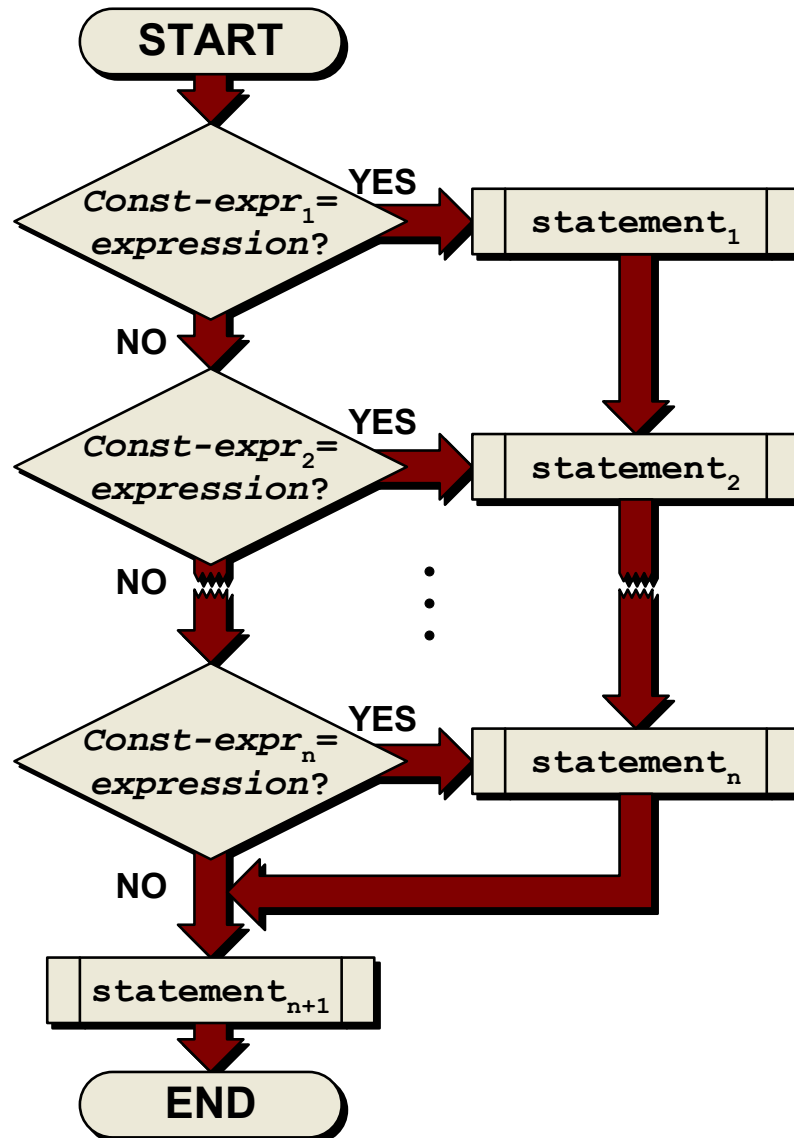 START
YES
Const-expr₁=
expression?
statement₁
NO
YES
Const-expr₂=
expression?
statement₂
NO
YES
Const-exprₙ=
expression?
statementₙ
NO
statementₙ₊₁
END